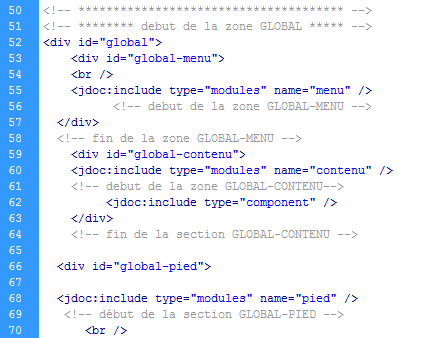 50 <!-- ************************************* -->
51 <!-- ******** debut de la zone GLOBAL ***** -->
52 <div id="global">
53 <div id="global-menu">
54 <br />
55 <jdoc:include type="modules" name="menu" />
56 <!-- debut de la zone GLOBAL-MENU -->
57 </div>
58 <!-- fin de la zone GLOBAL-MENU -->
59 <div id="global-contenu">
60 <jdoc:include type="modules" name="contenu" />
61 <!-- debut de la zone GLOBAL-CONTENU-->
62 <jdoc:include type="component" />
63 </div>
64 <!-- fin de la section GLOBAL-CONTENU -->
65
66 <div id="global-pied">
67
68 <jdoc:include type="modules" name="pied" />
69 <!-- début de la section GLOBAL-PIED -->
70 <br />